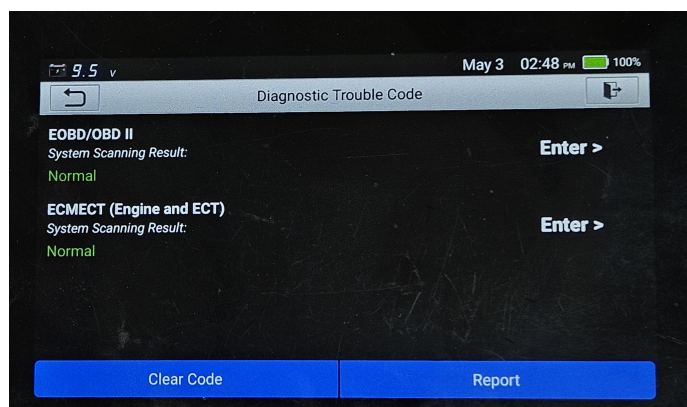 9.5 v
May 3 02:48 PM 100%
Diagnostic Trouble Code
EOBD/OBD II
System Scanning Result:
Enter >
Normal
ECMECT (Engine and ECT)
System Scanning Result:
Enter >
Normal
Clear Code
Report